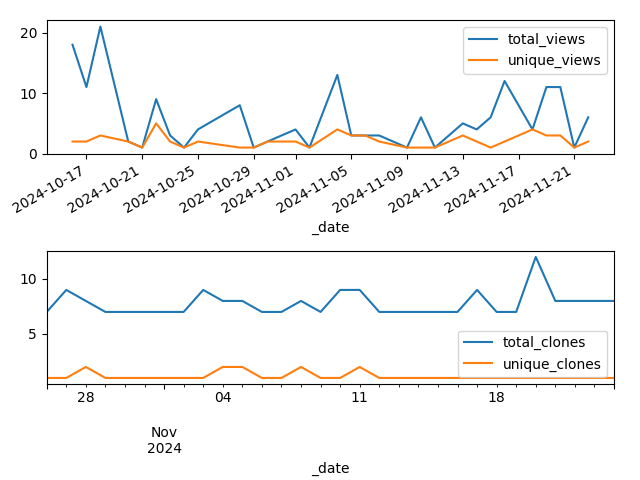 20
10
0
total_views
unique_views
2024-10-17
2024-10-21
2024-10-25
2024-10-29
2024-11-01
2024-11-05
2024-11-09
2024-11-13
2024-11-17
2024-11-21
_date
10
5
total_clones
unique_clones
28
04
11
18
Nov
2024
_date